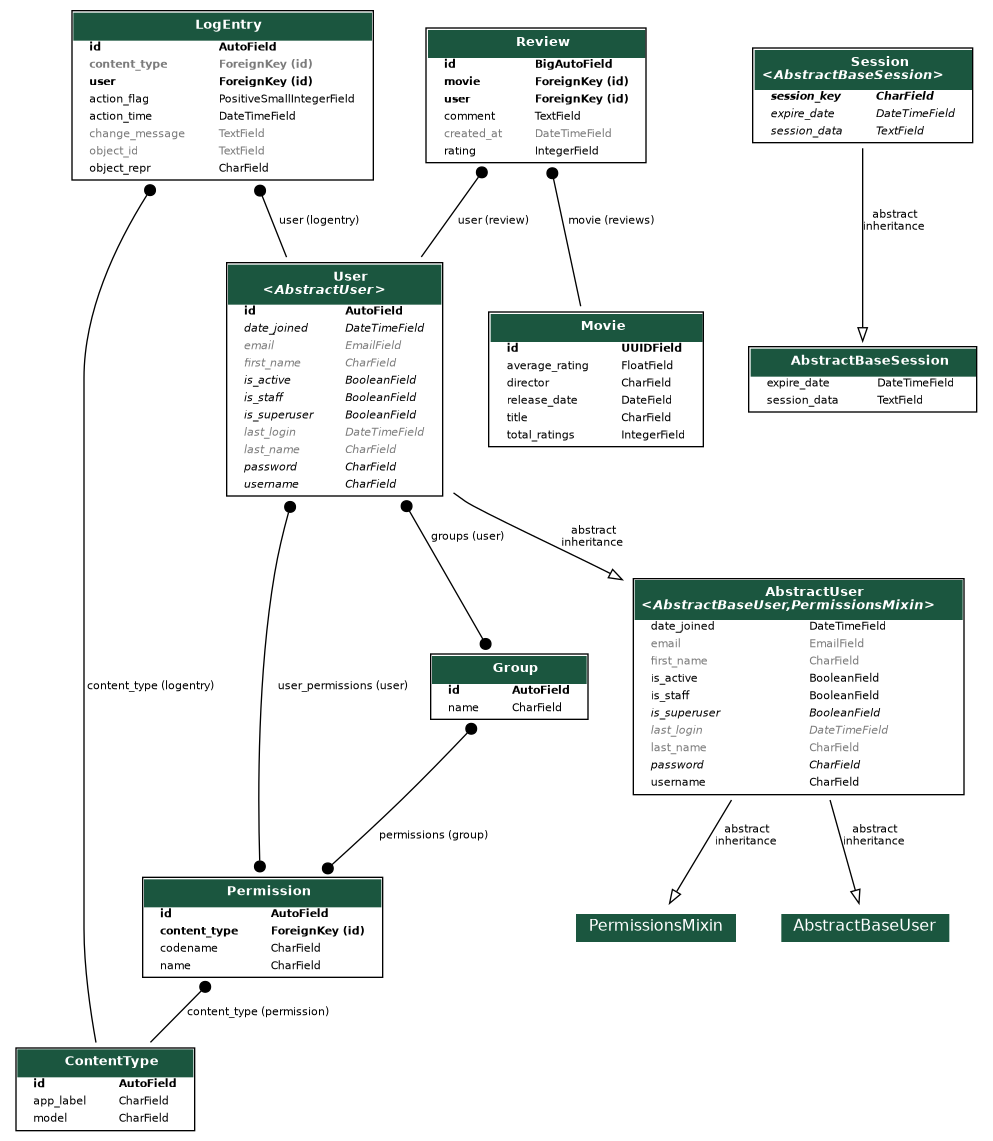 LogEntry
id AutoField
content_type ForeignKey (id)
user ForeignKey (id)
action_flag PositiveSmallIntegerField
action_time DateTimeField
change_message TextField
object_id TextField
object_repr CharField
Review
id BigAutoField
movie ForeignKey (id)
user ForeignKey (id)
comment TextField
created_at DateTimeField
rating IntegerField
Session
<AbstractBaseSession>
session_key CharField
expire_date DateTimeField
session_data TextField
user (logentry)
user (review)
movie (reviews)
abstract
inheritance
User
<AbstractUser>
id AutoField
date_joined DateTimeField
email EmailField
first_name CharField
is_active BooleanField
is_staff BooleanField
is_superuser BooleanField
last_login DateTimeField
last_name CharField
password CharField
username CharField
Movie
id UUIDField
average_rating FloatField
director CharField
release_date DateField
title CharField
total_ratings IntegerField
AbstractBaseSession
expire_date DateTimeField
session_data TextField
groups (user)
abstract
inheritance
AbstractUser
<AbstractBaseUser,PermissionsMixin>
date_joined DateTimeField
email EmailField
first_name CharField
is_active BooleanField
is_staff BooleanField
is_superuser BooleanField
last_login DateTimeField
last_name CharField
password CharField
username CharField
content_type (logentry)
user_permissions (user)
Group
id AutoField
name CharField
permissions (group)
abstract
inheritance
abstract
inheritance
Permission
id AutoField
content_type ForeignKey (id)
codename CharField
name CharField
PermissionsMixin
AbstractBaseUser
content_type (permission)
ContentType
id AutoField
app_label CharField
model CharField